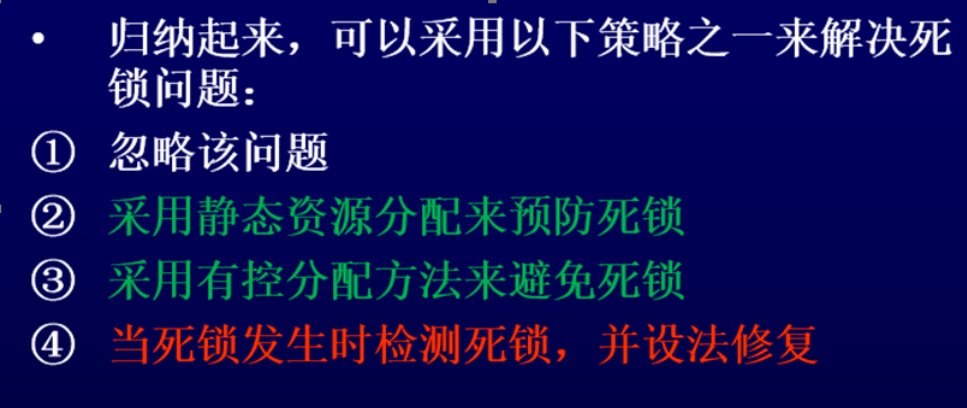 • 归纳起来，可以采用以下策略之一来解决死
锁问题：
① 忽略该问题
② 采用静态资源分配来预防死锁
③ 采用有控分配方法来避免死锁
④ 当死锁发生时检测死锁，并设法修复